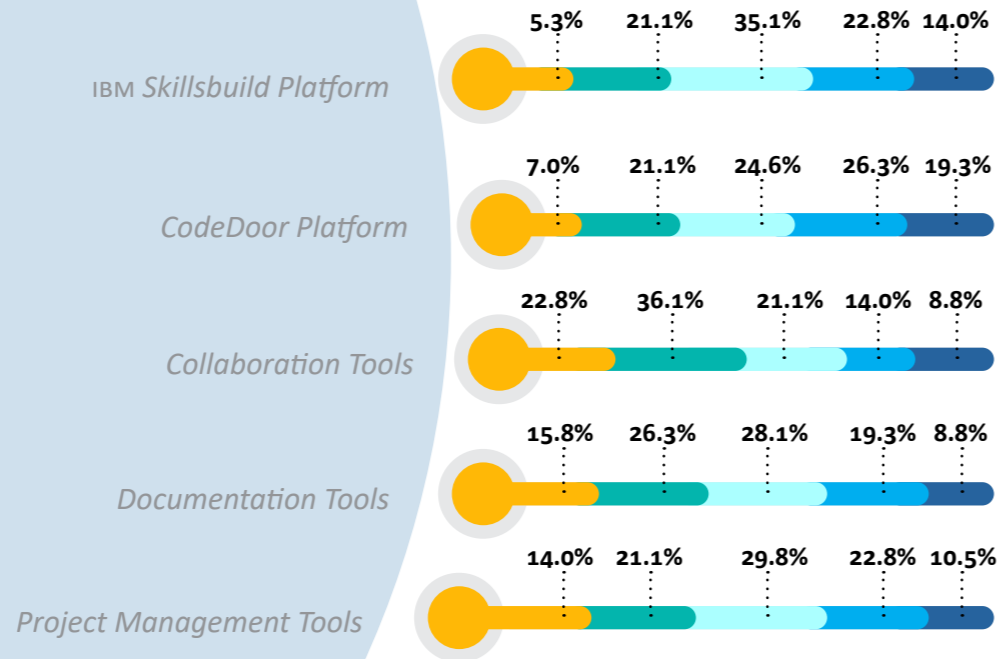 5.3% 21.1% 35.1% 22.8% 14.0%
IBM Skillsbuild Platform
7.0% 21.1% 24.6% 26.3% 19.3%
CodeDoor Platform
22.8% 36.1% 21.1% 14.0% 8.8%
Collaboration Tools
15.8% 26.3% 28.1% 19.3% 8.8%
Documentation Tools
14.0% 21.1% 29.8% 22.8% 10.5%
Project Management Tools